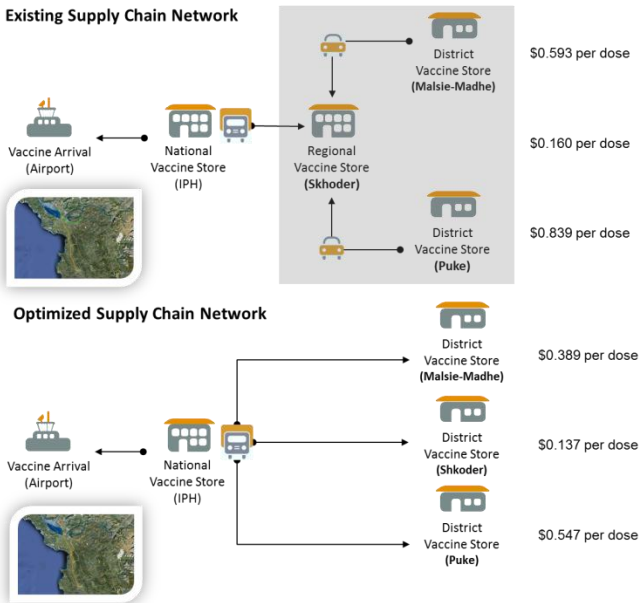 Existing Supply Chain Network
District
Vaccine Store
(Malsie-Madhe)
$0.593 per dose
Vaccine Arrival
(Airport)
National
Vaccine Store
(IPH)
Regional
Vaccine Store
(Skhoder)
$0.160 per dose
District
Vaccine Store
(Puke)
$0.839 per dose
Optimized Supply Chain Network
District
Vaccine Store
(Malsie-Madhe)
$0.389 per dose
Vaccine Arrival
(Airport)
National
Vaccine Store
(IPH)
District
Vaccine Store
(Shkoder)
$0.137 per dose
District
Vaccine Store
(Puke)
$0.547 per dose